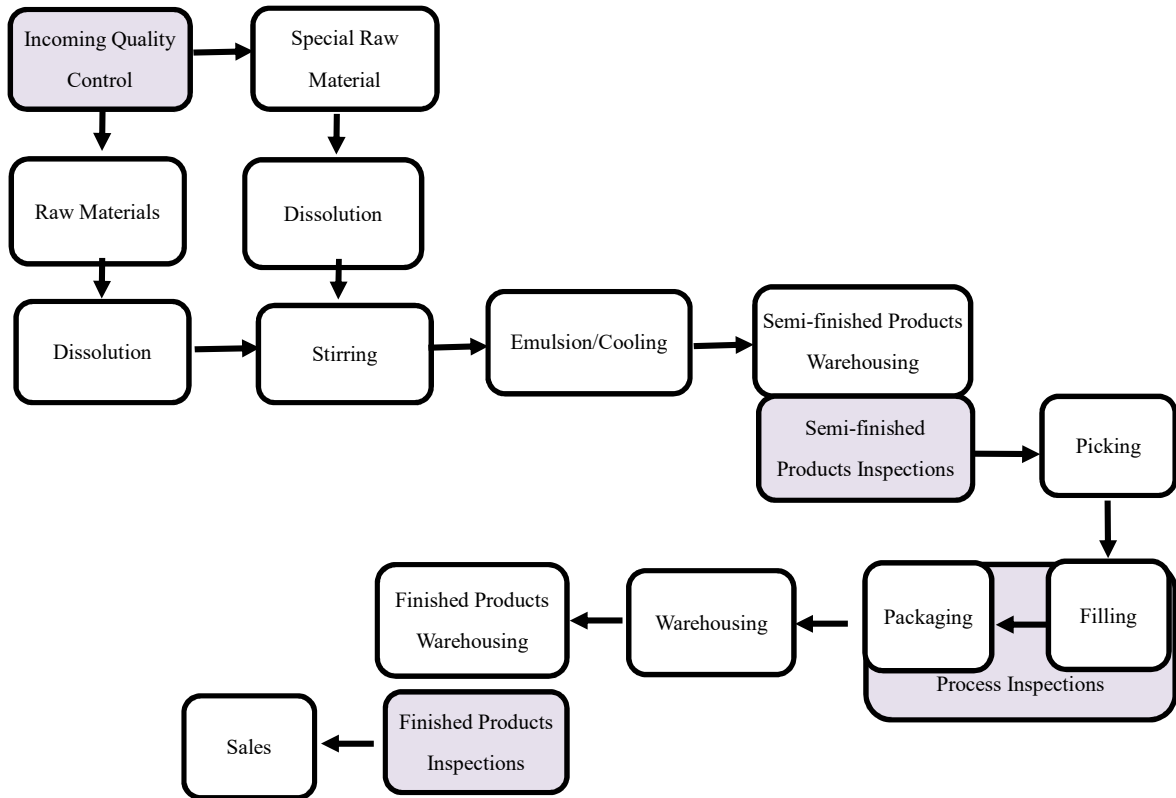 Incoming Quality
Control
Special Raw
Material
Raw Materials
Dissolution
Dissolution
Stirring
Emulsion/Cooling
Semi-finished Products
Warehousing
Semi-finished
Products Inspections
Picking
Filling
Packaging
Process Inspections
Warehousing
Finished Products
Warehousing
Finished Products
Inspections
Sales